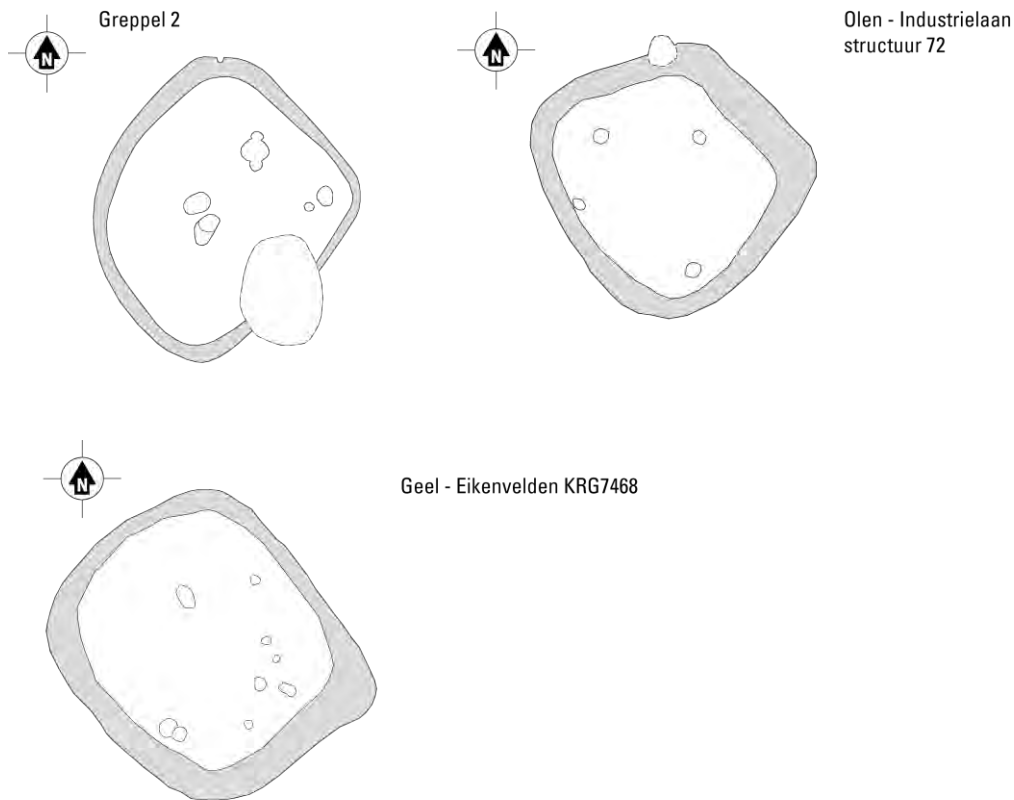 Greppel 2
N
Olen - Industrielaan
structuur 72
N
Geel - Eikenvelden KRG7468
N